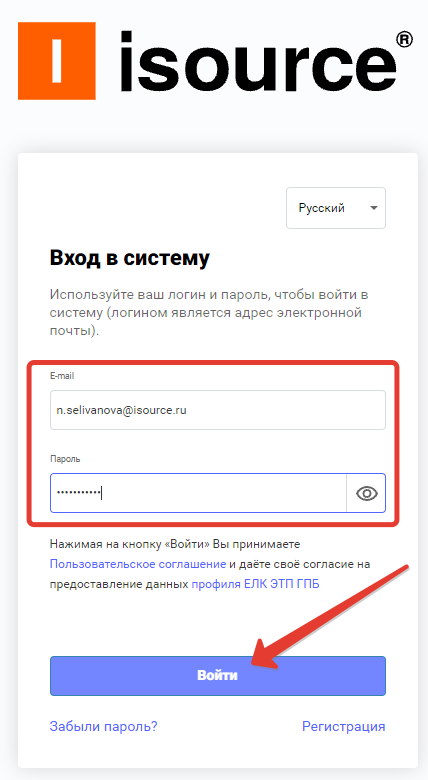 I isource®
Русский
Вход в систему
Используйте ваш логин и пароль, чтобы войти в
систему (логином является адрес электронной
почты).
E-mail
n.selivanova@isource.ru
Пароль
•••••••••••
Нажимая на кнопку «Войти» Вы принимаете
Пользовательское соглашение и даёте своё согласие на
предоставление данных профиля ЕЛК ЭТП ГПБ
Войти
Забыли пароль? Регистрация